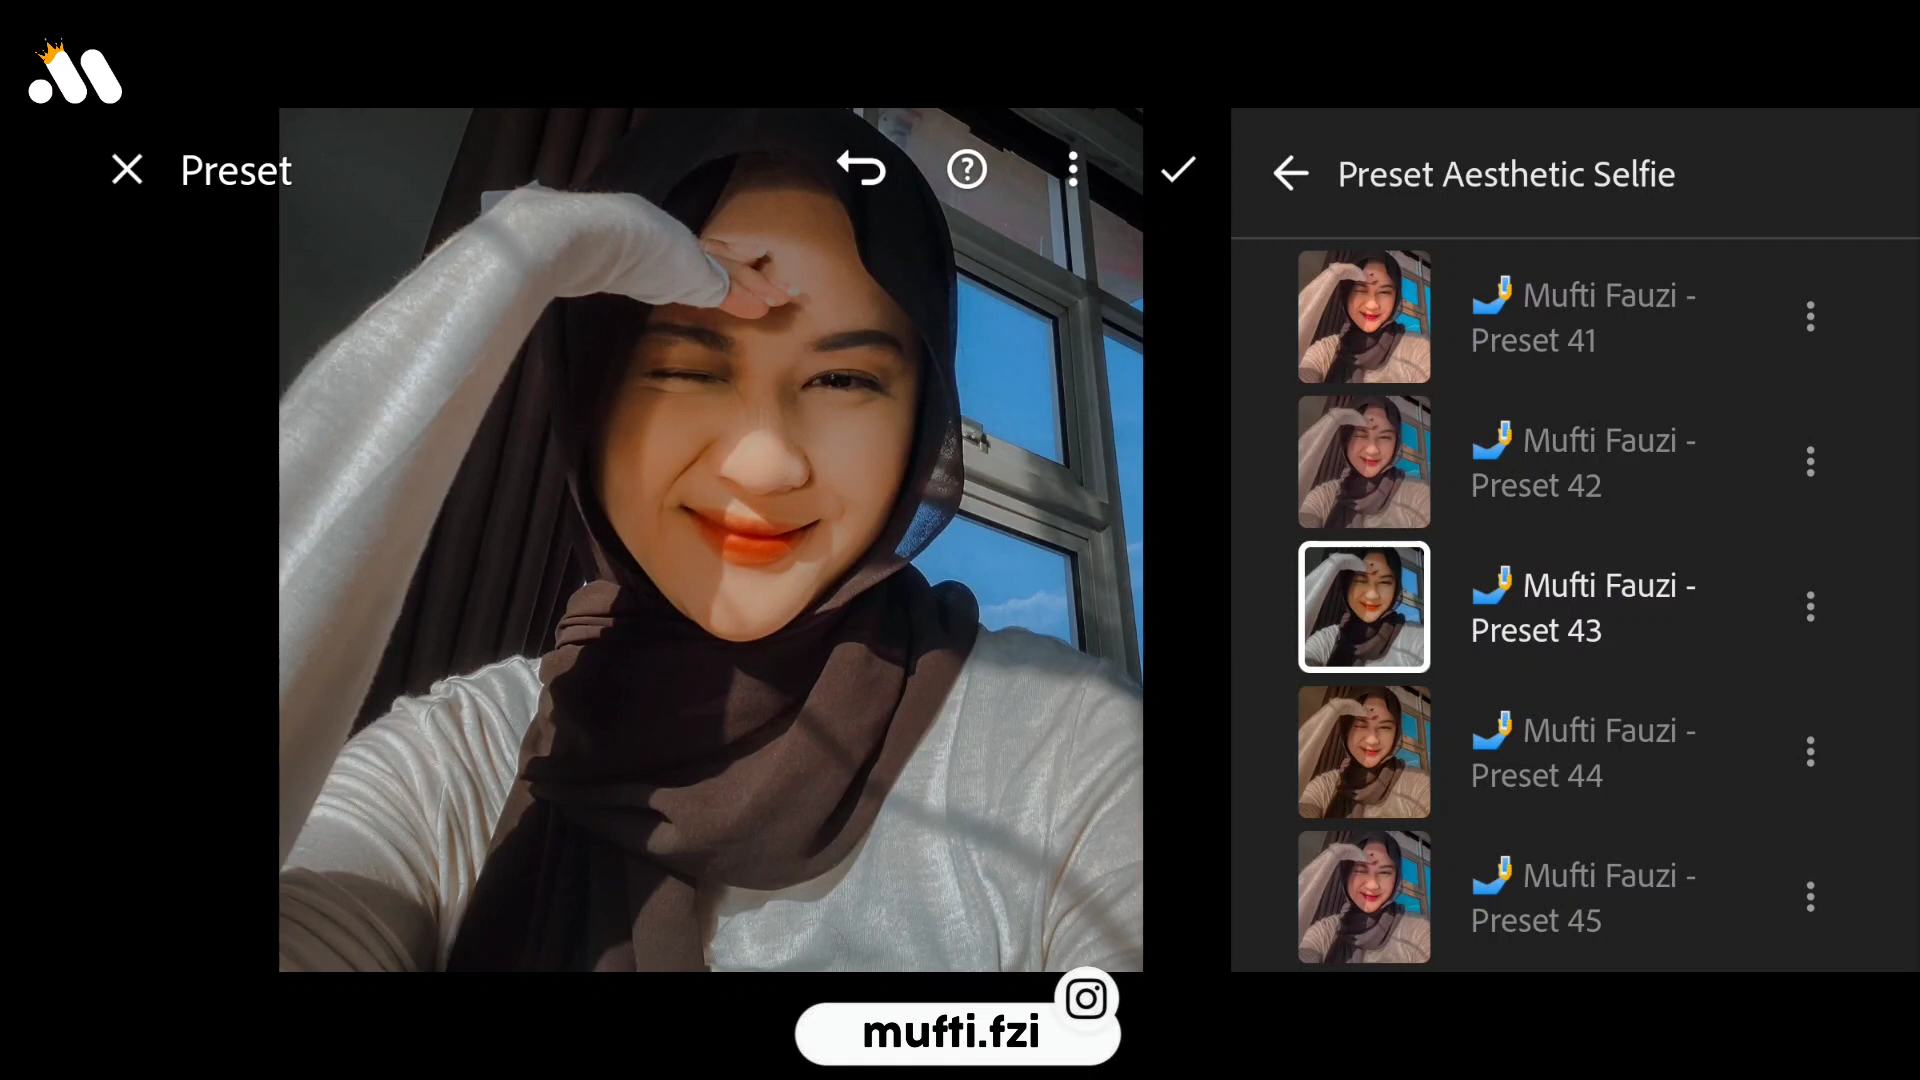 Preset
Preset Aesthetic Selfie
🤳 Mufti Fauzi -
Preset 41
🤳 Mufti Fauzi -
Preset 42
🤳 Mufti Fauzi -
Preset 43
🤳 Mufti Fauzi -
Preset 44
🤳 Mufti Fauzi -
Preset 45
mufti.fzi